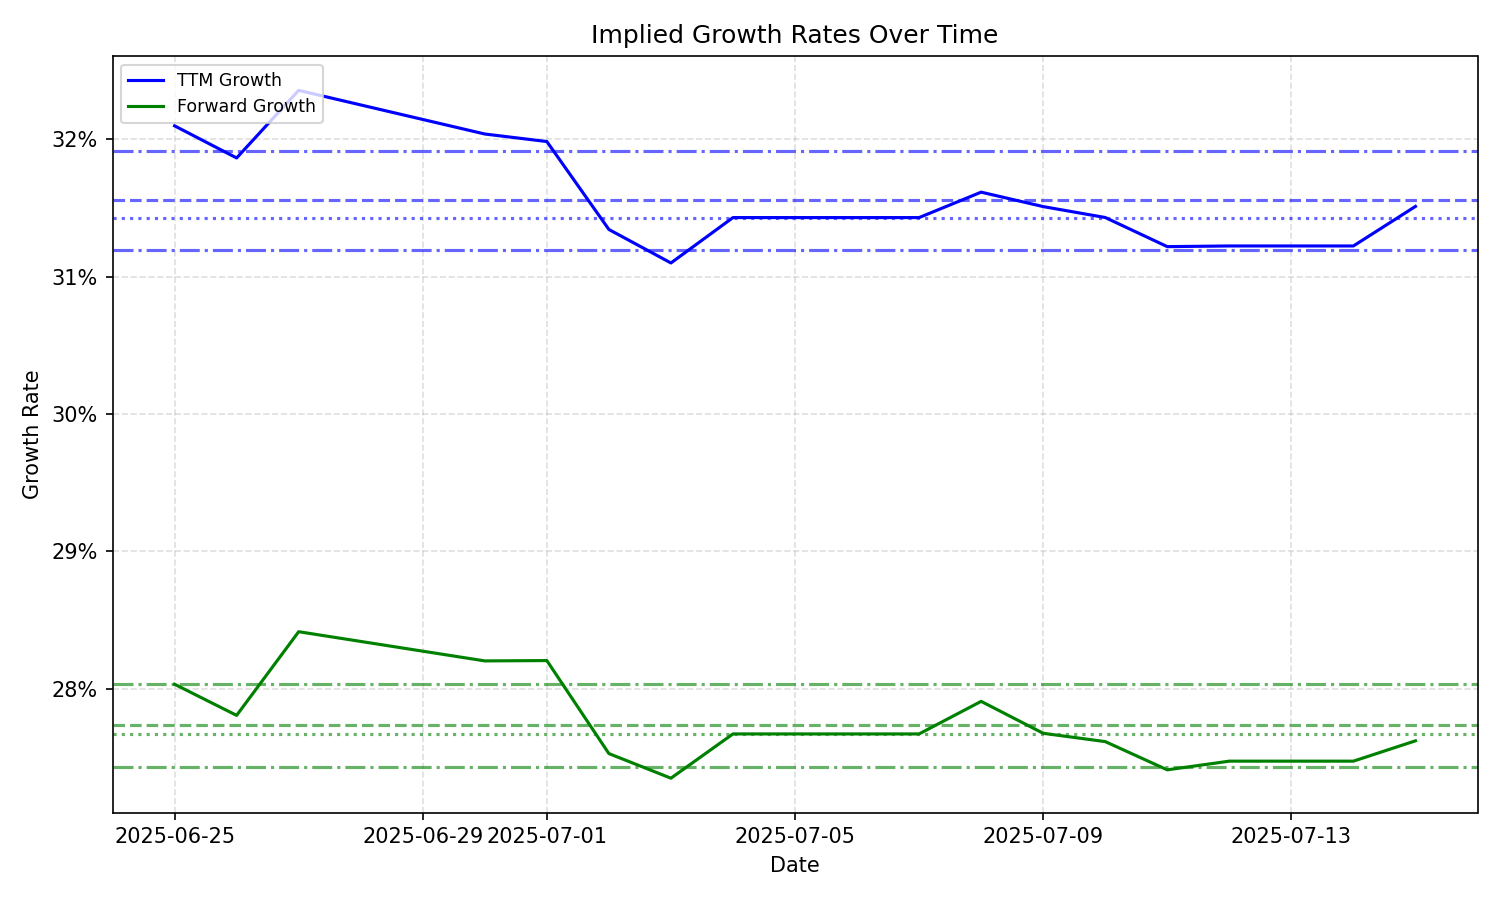 Implied Growth Rates Over Time
TTM Growth
Forward Growth
32%
31%
30%
29%
28%
Growth Rate
2025-06-25
2025-06-29
2025-07-01
2025-07-05
2025-07-09
2025-07-13
Date